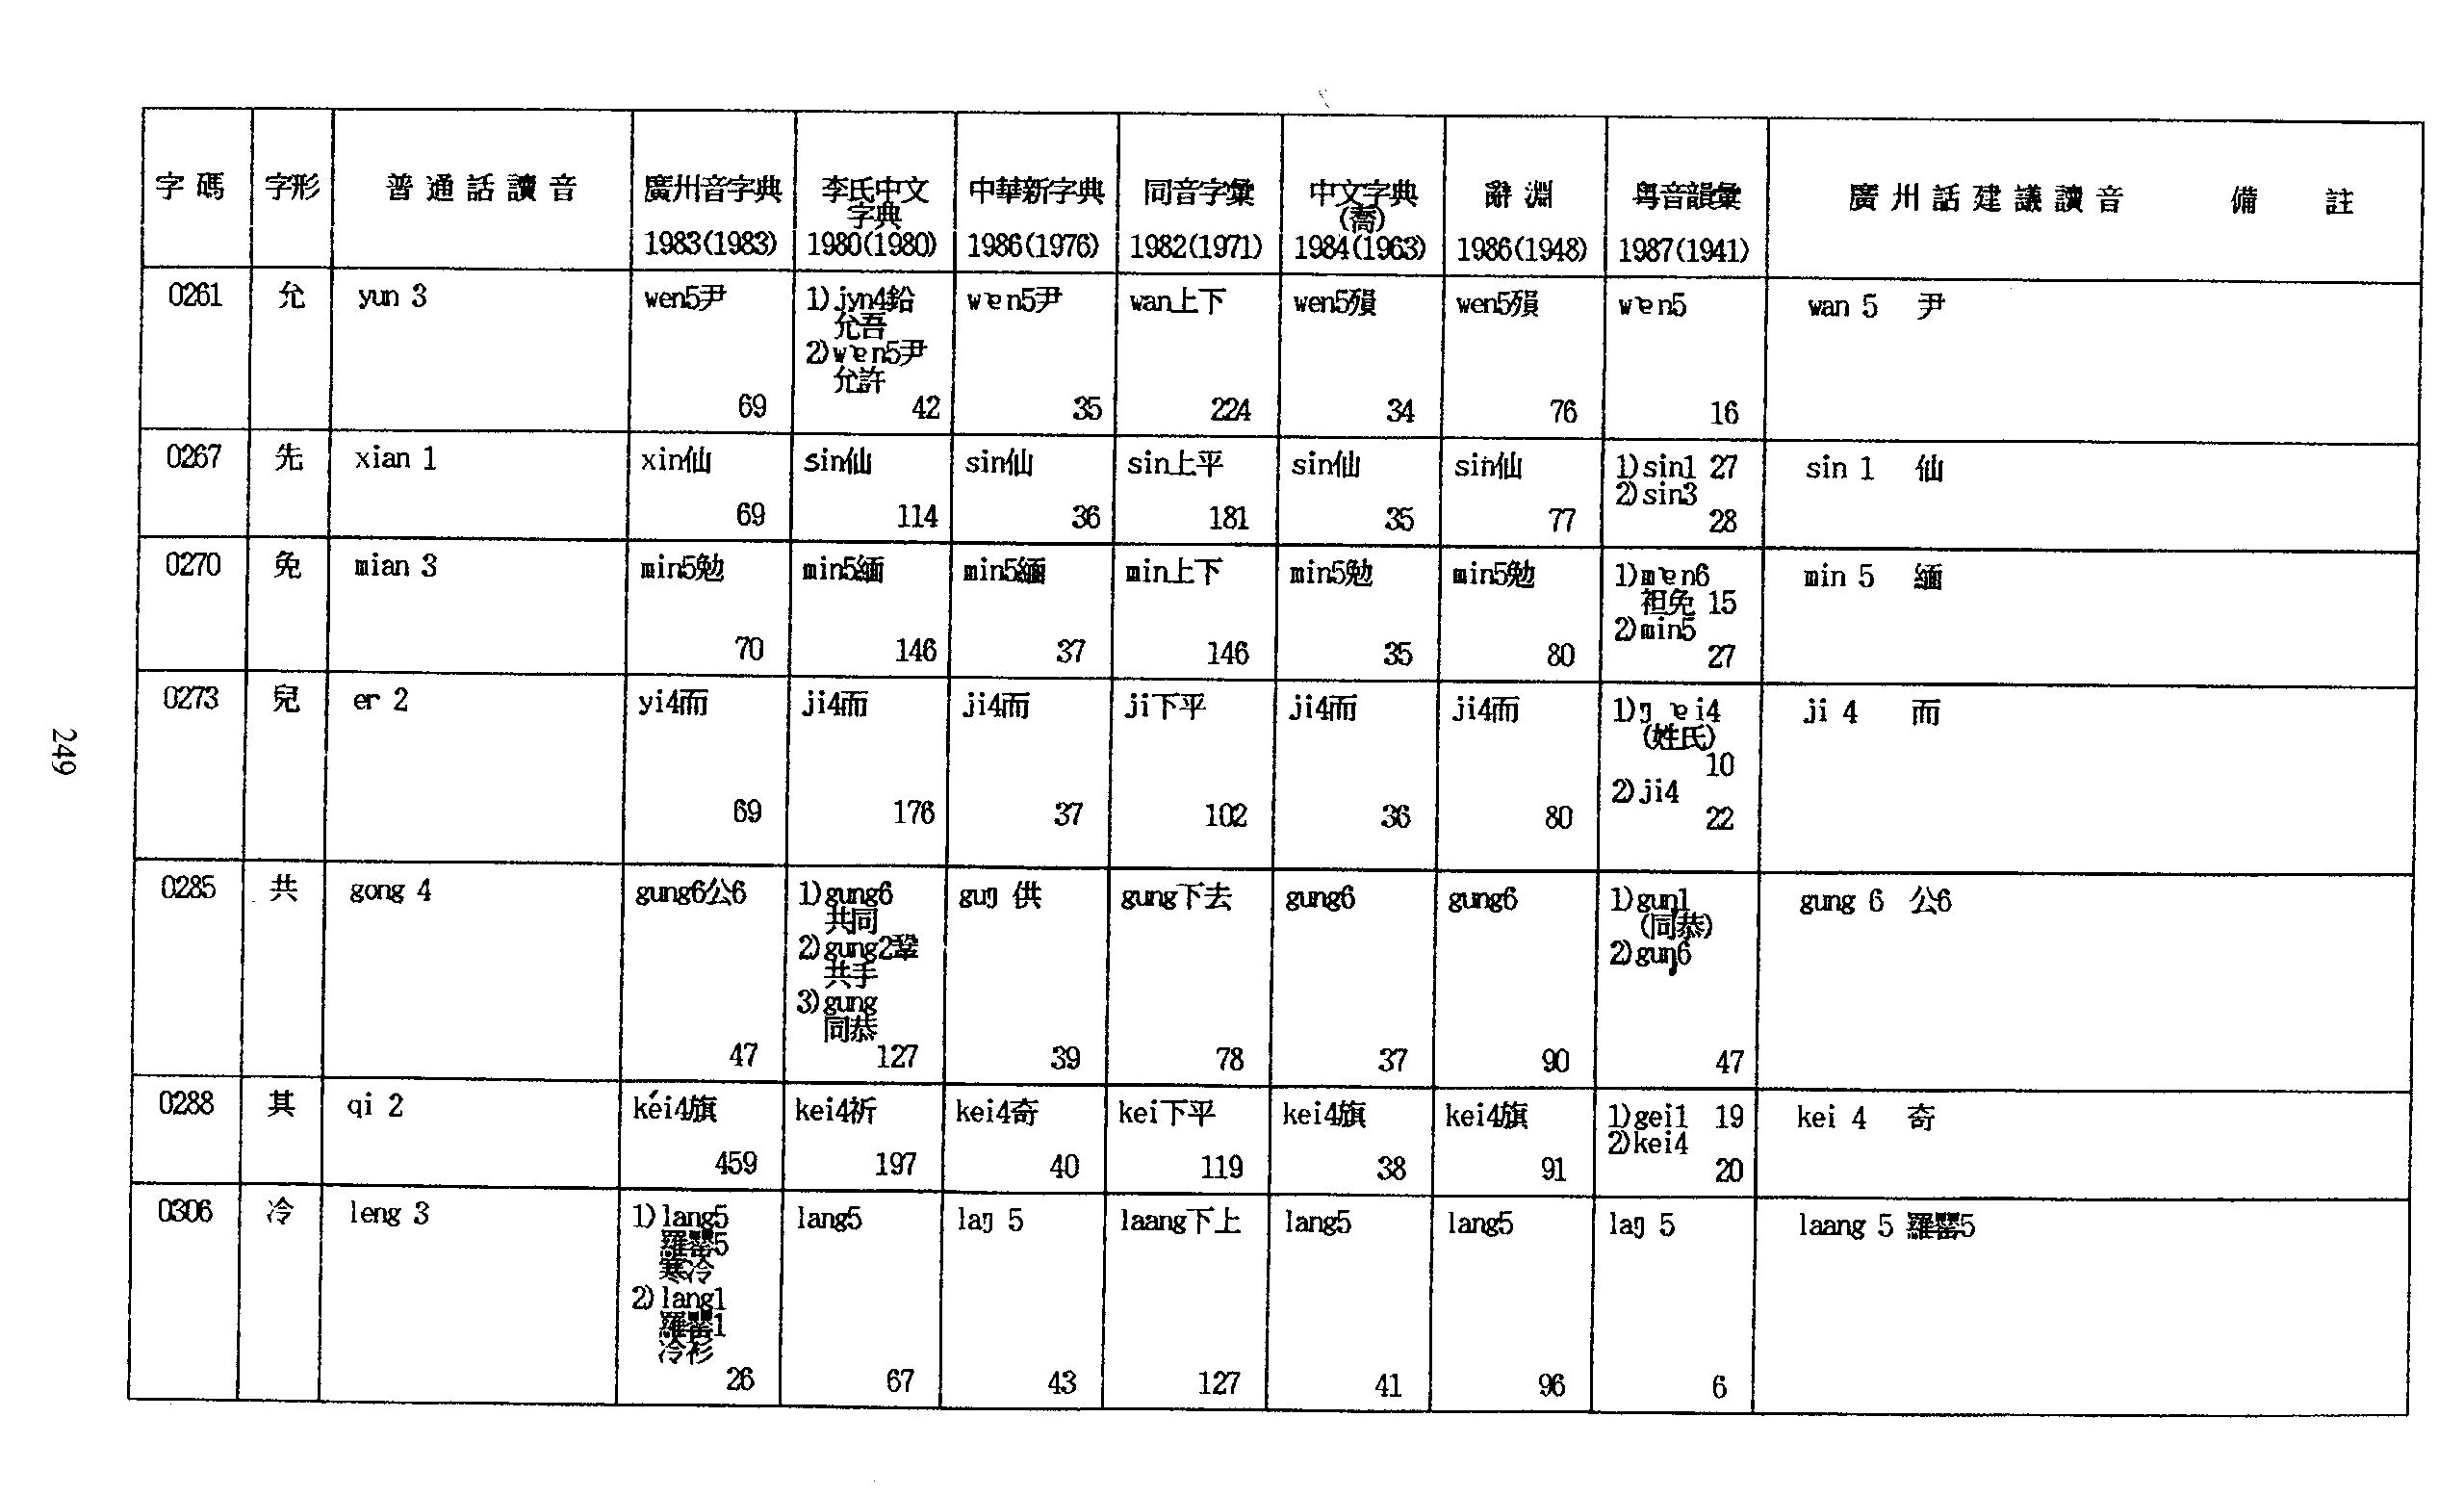 字碼 字形 普通話讀音 廣州音字典 李氏中文 中華新字典 同音字彙 中文字典 辭淵 粵音韻彙 廣州話建議讀音 備註
字典 (喬)
1983(1983) 1980(1980) 1986(1976) 1982(1971) 1984(1963) 1986(1948) 1987(1941)
0261 允 yun 3 wen5尹 1)jyn4鉛 wɐn5尹 wan上下 wen5殞 wen5殞 wɐn5 wan 5 尹
允吾
2)wɐn5尹
允許
69 42 35 224 34 76 16
0267 先 xian 1 xin仙 sin仙 sin仙 sin上平 sin仙 sin仙 1)sin1 27 sin 1 仙
2)sin3
69 114 36 181 35 77 28
0270 免 mian 3 min5勉 min5緬 min5緬 min上下 min5勉 min5勉 1)mɐn6 min 5 緬
袒免 15
2)min5
70 146 37 146 35 80 27
0273 兒 er 2 yi4而 ji4而 ji4而 ji下平 ji4而 ji4而 1)ŋ ɐi4 ji 4 而
(姓氏)
10
2)ji4
69 176 37 102 36 80 22
0285 共 gong 4 gung6公6 1)gung6 guŋ 供 gung下去 gung6 gung6 1)guŋ1 gung 6 公6
共同 (同恭)
2)gung2鞏 2)guŋ6
共手
3)gung
同恭
47 127 39 78 37 90 47
0288 其 qi 2 kéi4旗 kei4祈 kei4奇 kei下平 kei4旗 kei4旗 1)gei1 19 kei 4 奇
2)kei4
459 197 40 119 38 91 20
0306 冷 leng 3 1)lang5 lang5 laŋ 5 laang下上 lang5 lang5 laŋ 5 laang 5 羅罌5
羅罌5
寒冷
2)lang1
羅罌1
冷衫
26 67 43 127 41 96 6
249